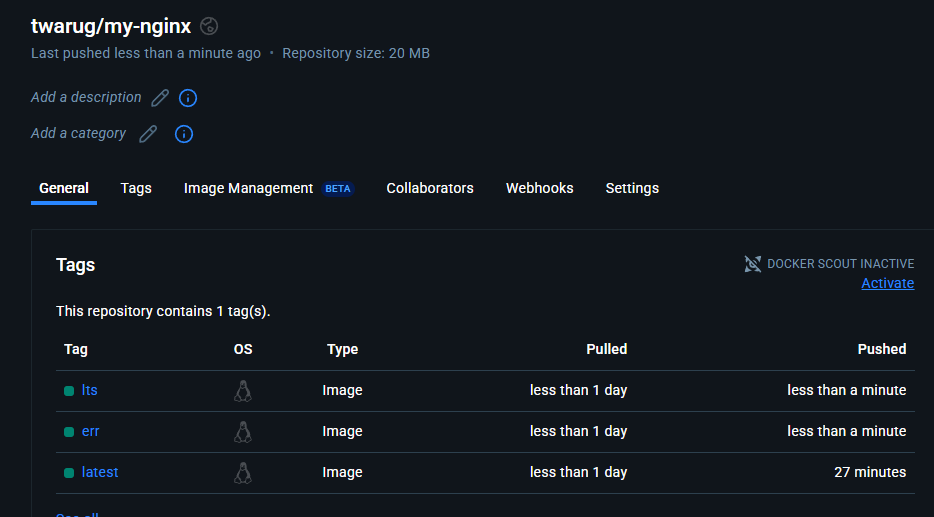 twarug/my-nginx
Last pushed less than a minute ago • Repository size: 20 MB
Add a description
Add a category
General Tags Image Management BETA Collaborators Webhooks Settings
Tags
DOCKER SCOUT INACTIVE
Activate
This repository contains 1 tag(s).
Tag OS Type Pulled Pushed
lts Image less than 1 day less than a minute
err Image less than 1 day less than a minute
latest Image less than 1 day 27 minutes
See all